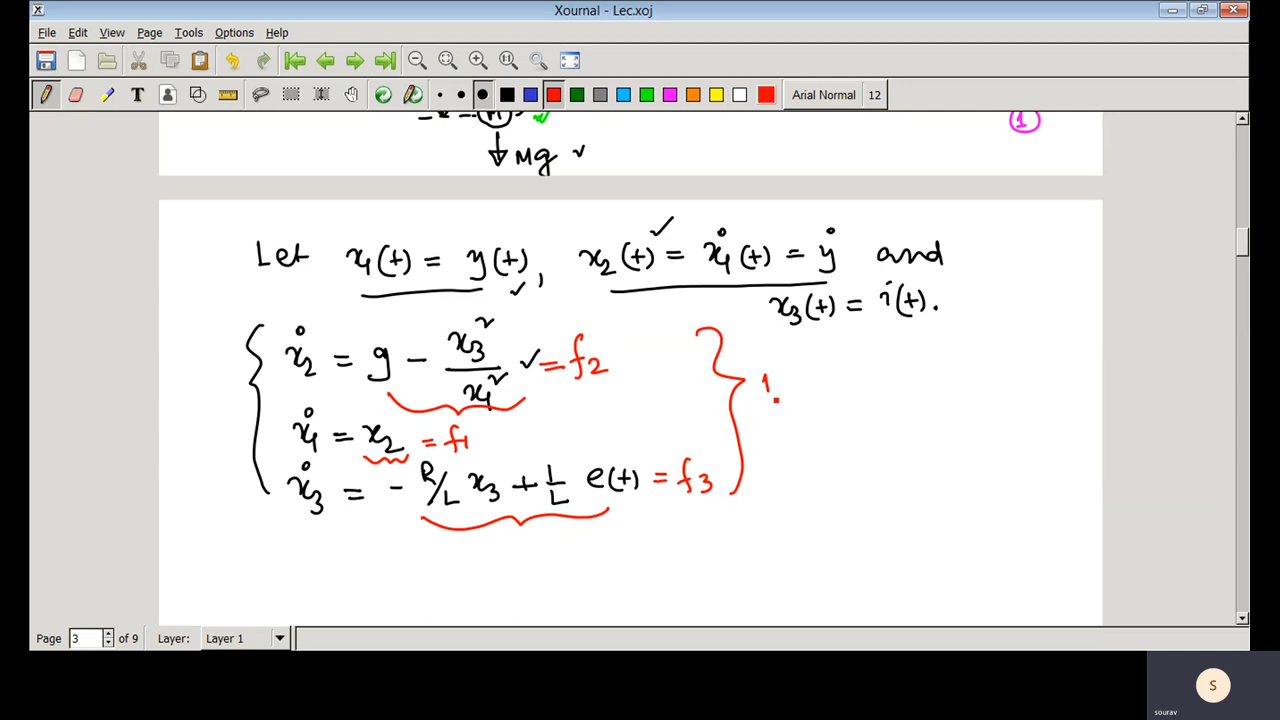 Xournal - Lec.xoj
File Edit View Page Tools Options Help
Arial Normal 12
Mg ✓
1
Let x₁(t) = y(t), x₂(t) = ẋ₁(t) = ẏ and
x₃(t) = i(t).
ẋ₂ = g - x₃²/x₁² ✓ = f₂
ẋ₁ = x₂ = f₁
ẋ₃ = - R/L x₃ + 1/L e(t) = f₃
1.
Page 3 of 9 Layer: Layer 1
S
sourav